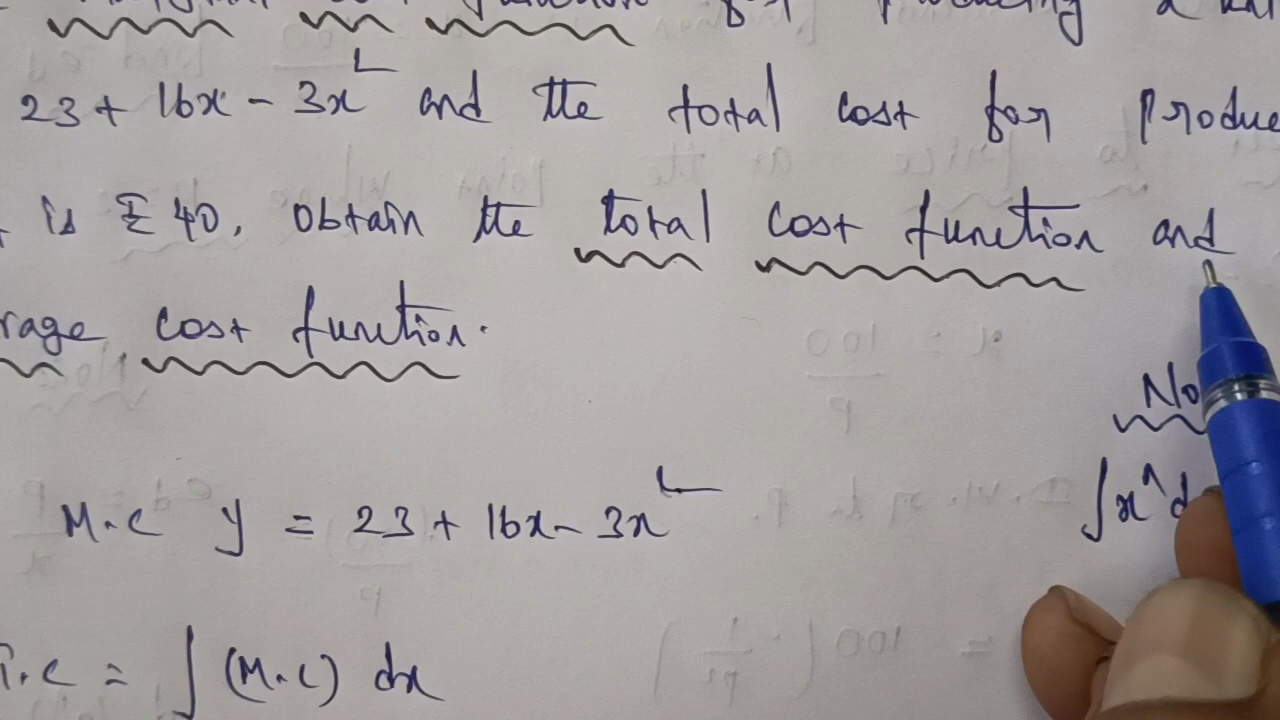 23 + 16x - 3x² and the total cost for Produc
is ₹ 40, obtain the total cost function and
rage cost function.
M.C y = 23 + 16x - 3x²
No
∫xⁿ d
T.C = ∫ (M.C) dx